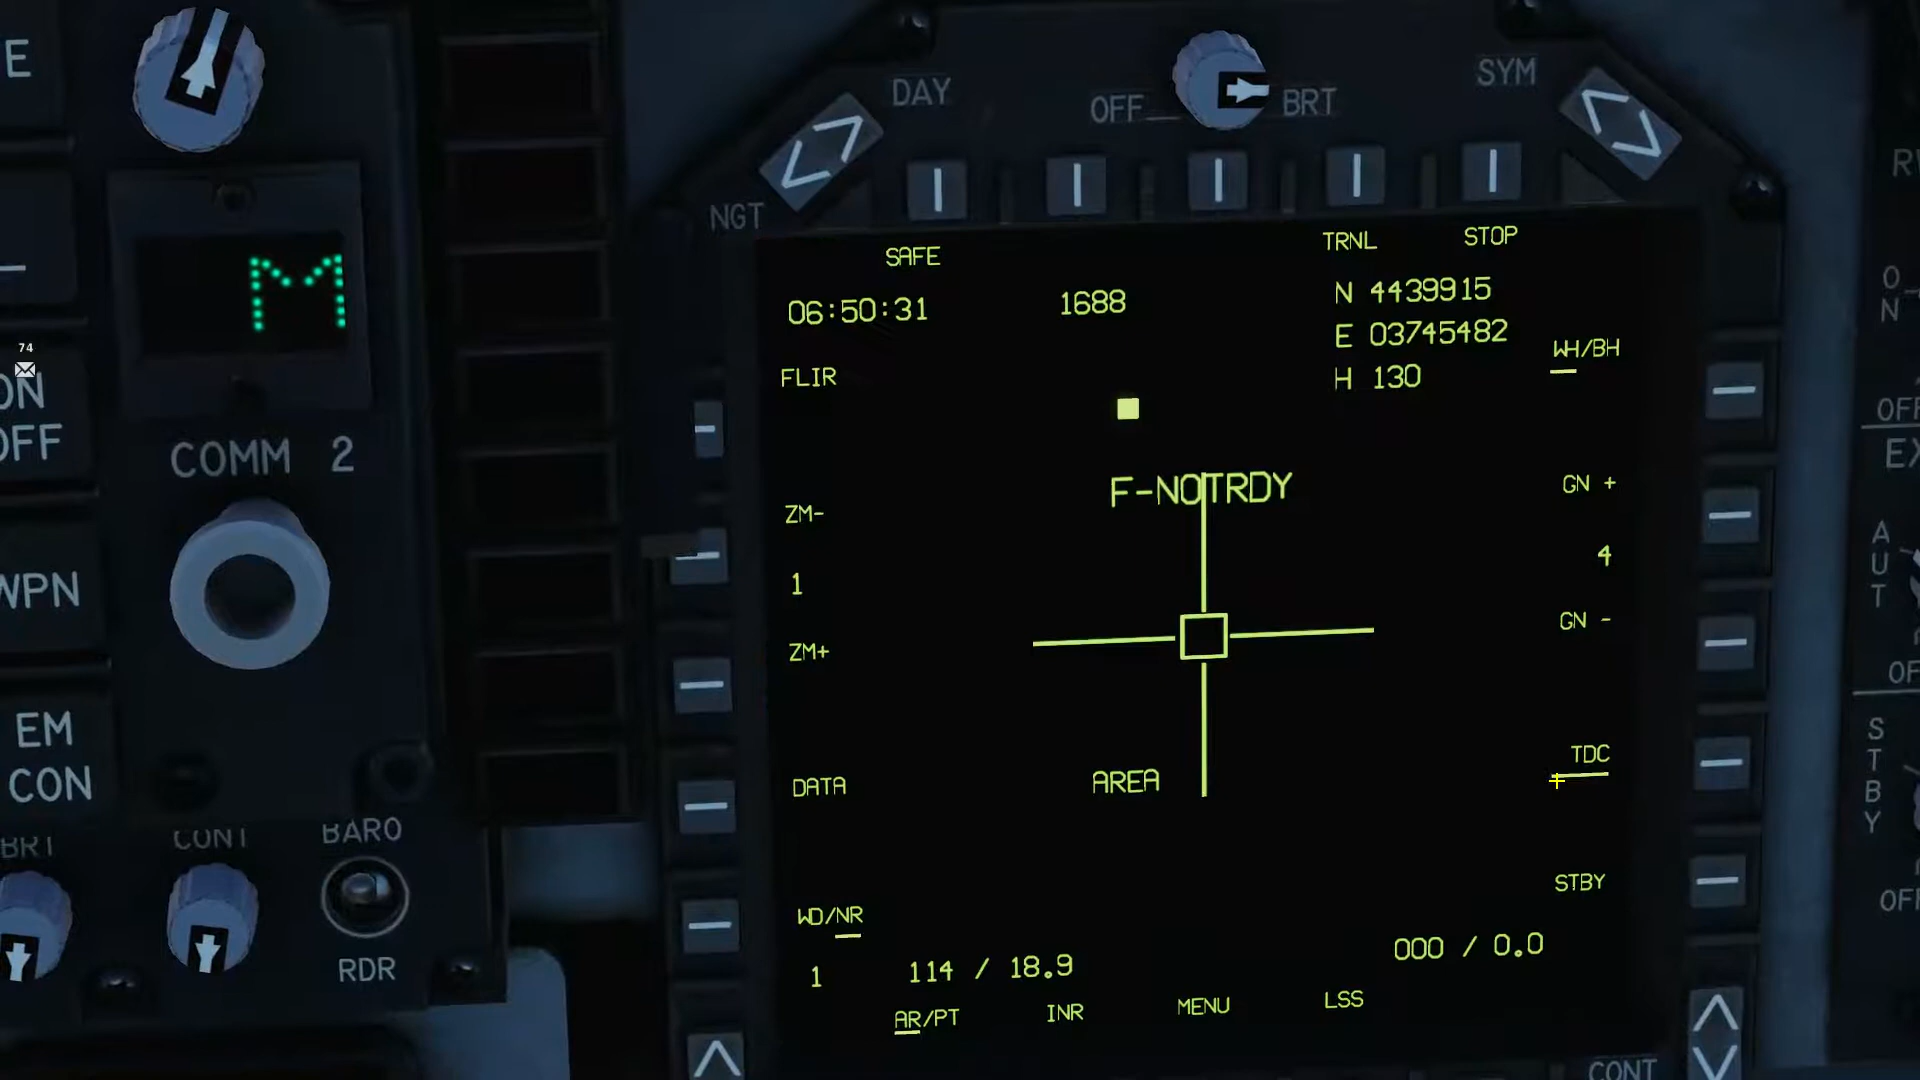 E
DAY
OFF
BRT
SYM
NGT
SAFE
TRNL
STOP
06:50:31
1688
N 4439915
E 03745482
H 130
WH/BH
FLIR
74
ON
OFF
F-NOTRDY
COMM 2
ZM-
GN +
1
4
ZM+
GN -
WPN
EM
CON
DATA
AREA
TDC
BRT
CONT
BARO
STBY
WD/NR
1
114 / 18.9
000 / 0.0
RDR
AR/PT
INR
MENU
LSS
CONT
O
N
OFF
EX
A
U
T
OF
S
T
B
Y
OFF